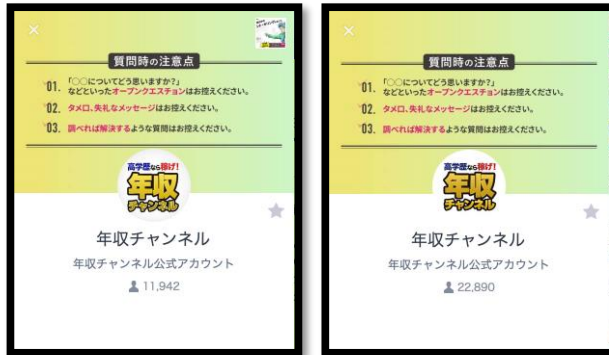 質問時の注意点
01. 「○○についてどう思いますか?」
などといったオープンクエスチョンはお控えください。
02. タメ口、失礼なメッセージはお控えください。
03. 調べれば解決するような質問はお控えください。
高学歴なら稼げ!
年収
チャンネル
年収チャンネル
年収チャンネル公式アカウント
11,942
質問時の注意点
01. 「○○についてどう思いますか?」
などといったオープンクエスチョンはお控えください。
02. タメ口、失礼なメッセージはお控えください。
03. 調べれば解決するような質問はお控えください。
高学歴なら稼げ!
年収
チャンネル
年収チャンネル
年収チャンネル公式アカウント
22,890